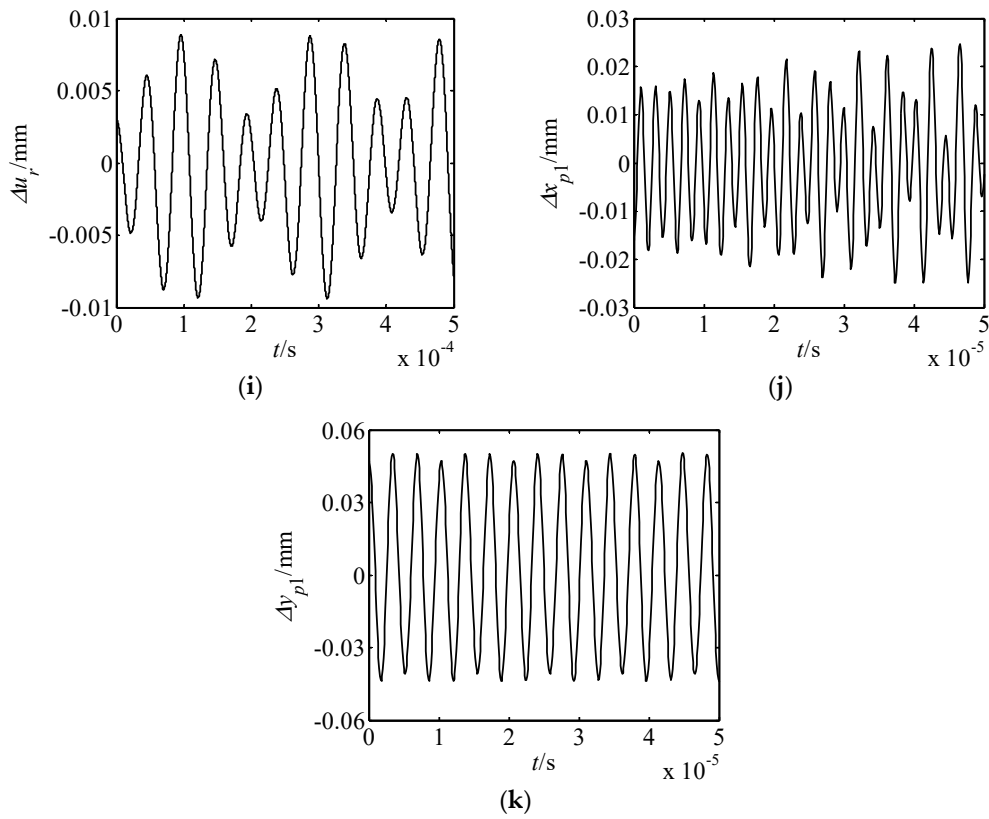 0.01
0.005
0
-0.005
-0.01
Δu_r/mm
0 1 2 3 4 5
t/s
x 10^-4
(i)
0.03
0.02
0.01
0
-0.01
-0.02
-0.03
Δx_p1/mm
0 1 2 3 4 5
t/s
x 10^-5
(j)
0.06
0.03
0
-0.03
-0.06
Δy_p1/mm
0 1 2 3 4 5
t/s
x 10^-5
(k)